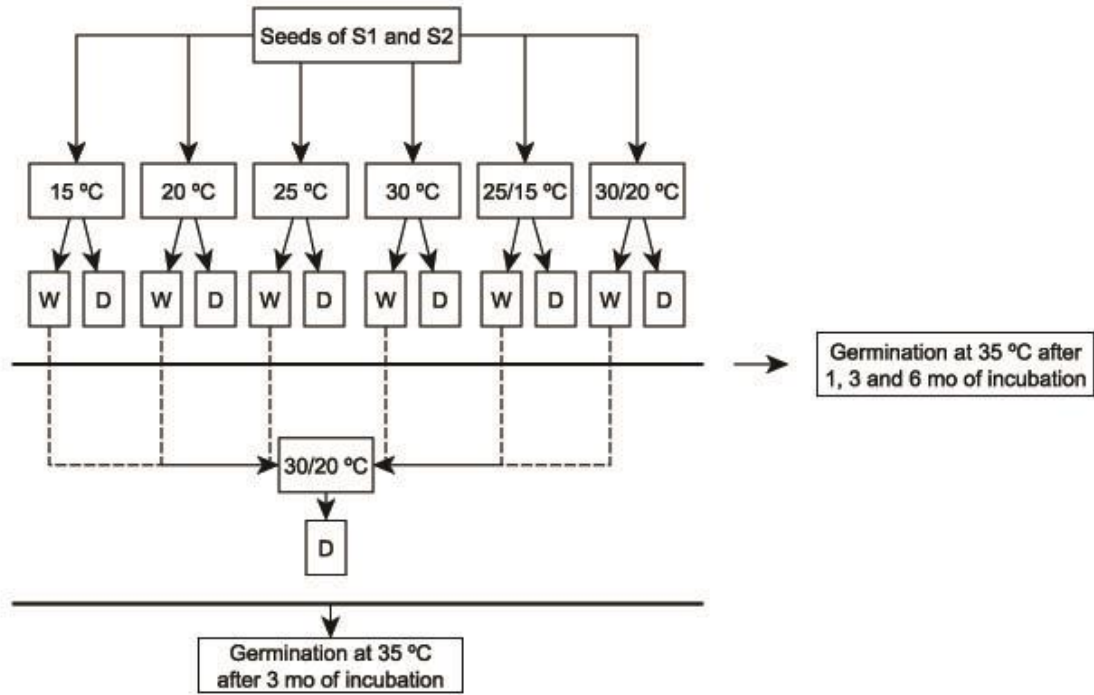 Seeds of S1 and S2
15 ºC
20 ºC
25 ºC
30 ºC
25/15 ºC
30/20 ºC
W
D
W
D
W
D
W
D
W
D
W
D
Germination at 35 ºC after
1, 3 and 6 mo of incubation
30/20 ºC
D
Germination at 35 ºC
after 3 mo of incubation